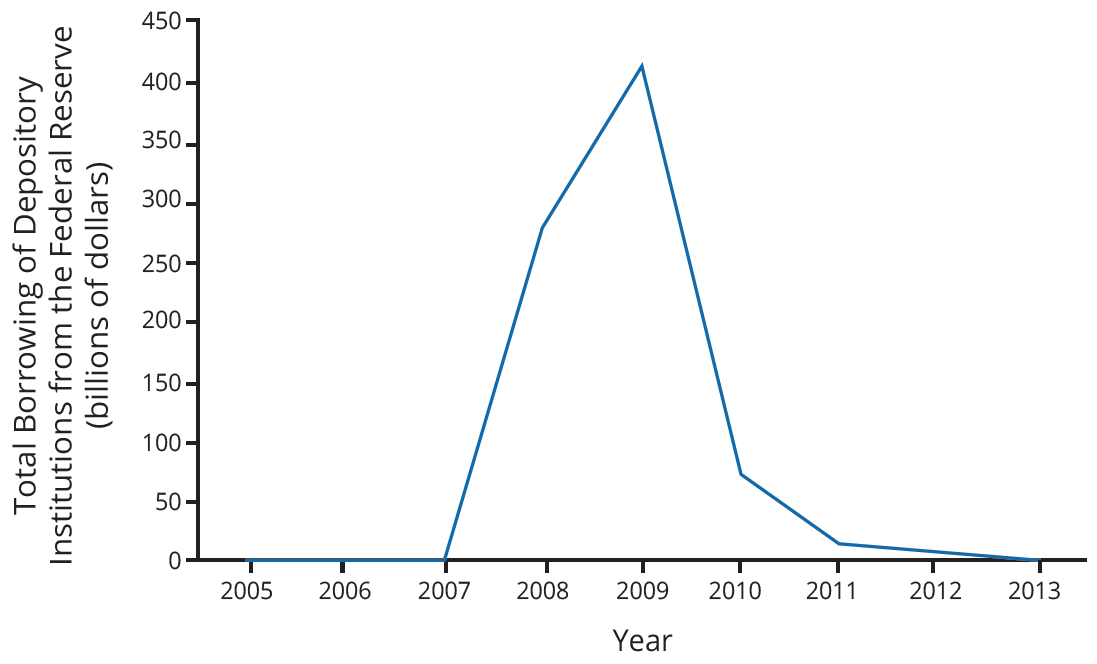 Total Borrowing of Depository
Institutions from the Federal Reserve
(billions of dollars)
450
400
350
300
250
200
150
100
50
0
2005 2006 2007 2008 2009 2010 2011 2012 2013
Year